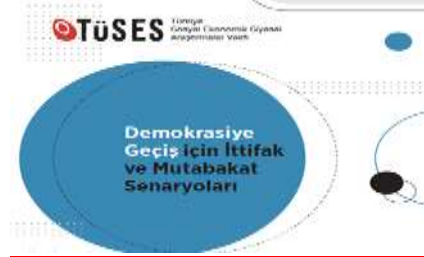 TÜSES
Türkiye
Sosyal Ekonomik Siyasal
Araştırmalar Vakfı
Demokrasiye
Geçiş için İttifak
ve Mutabakat
Senaryoları